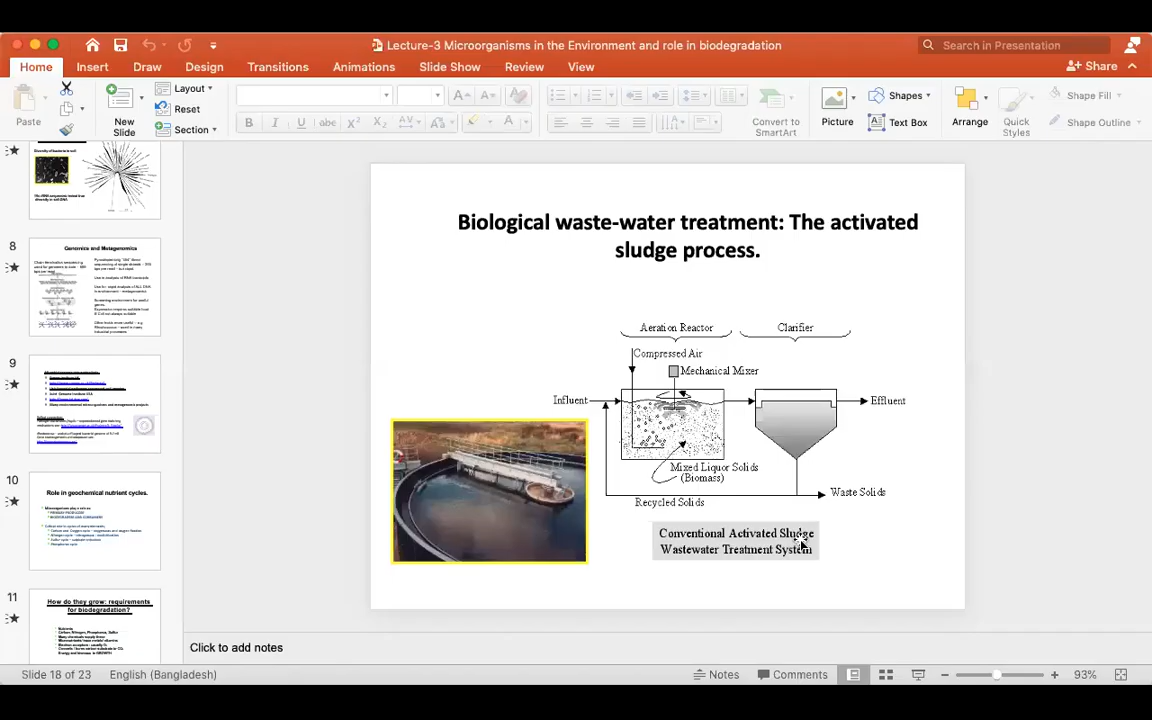 Lecture-3 Microorganisms in the Environment and role in biodegradation
Search in Presentation
Home Insert Draw Design Transitions Animations Slide Show Review View
Share
Paste
New
Slide
Layout
Reset
Section
B I U abc X² X₂ AV
Convert to
SmartArt
Picture
Shapes
Text Box
Arrange
Quick
Styles
Shape Fill
Shape Outline
8
Genomics and Metagenomics
9
10
Role in geochemical nutrient cycles.
11
How do they grow: requirements
for biodegradation?
Biological waste-water treatment: The activated
sludge process.
Aeration Reactor
Clarifier
Compressed Air
Mechanical Mixer
Influent
Effluent
Mixed Liquor Solids
(Biomass)
Recycled Solids
Waste Solids
Conventional Activated Sludge
Wastewater Treatment System
Click to add notes
Slide 18 of 23
English (Bangladesh)
Notes
Comments
93%